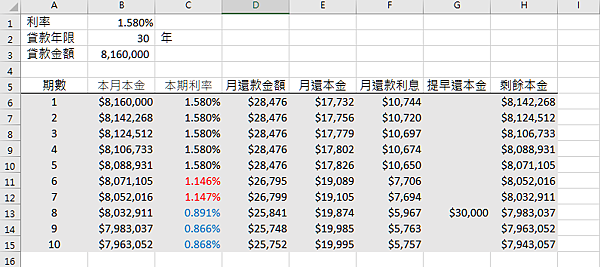 A B C D E F G H
1 利率 1.580%
2 貸款年限 30 年
3 貸款金額 8,160,000
4
5 期數 本月本金 本期利率 月還款金額 月還本金 月還款利息 提早還本金 剩餘本金
6 1 $8,160,000 1.580% $28,476 $17,732 $10,744 $8,142,268
7 2 $8,142,268 1.580% $28,476 $17,756 $10,720 $8,124,512
8 3 $8,124,512 1.580% $28,476 $17,779 $10,697 $8,106,733
9 4 $8,106,733 1.580% $28,476 $17,802 $10,674 $8,088,931
10 5 $8,088,931 1.580% $28,476 $17,826 $10,650 $8,071,105
11 6 $8,071,105 1.146% $26,795 $19,089 $7,706 $8,052,016
12 7 $8,052,016 1.147% $26,799 $19,105 $7,694 $8,032,911
13 8 $8,032,911 0.891% $25,841 $19,874 $5,967 $30,000 $7,983,037
14 9 $7,983,037 0.866% $25,748 $19,985 $5,763 $7,963,052
15 10 $7,963,052 0.868% $25,752 $19,995 $5,757 $7,943,057
16